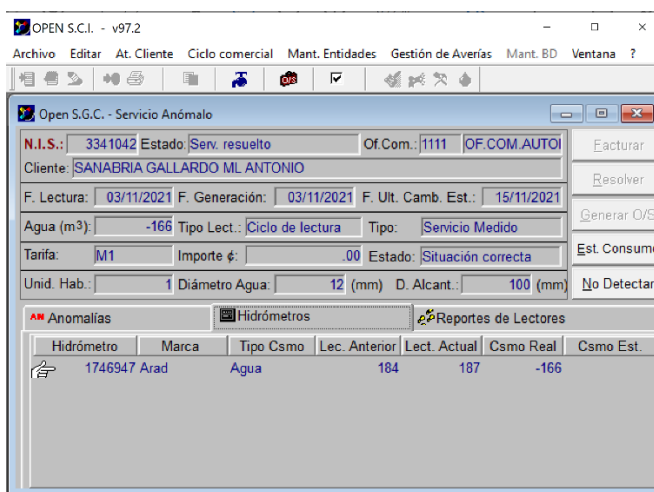 OPEN S.C.I. - v97.2
Archivo Editar At. Cliente Ciclo comercial Mant. Entidades Gestión de Averías Mant. BD Ventana ?
O/S
Open S.G.C. - Servicio Anómalo
N.I.S.: 3341042 Estado: Serv. resuelto Of.Com.: 1111 OF.COM.AUTOI Facturar
Cliente: SANABRIA GALLARDO ML ANTONIO Resolver
F. Lectura: 03/11/2021 F. Generación: 03/11/2021 F. Ult. Camb. Est.: 15/11/2021 Generar O/S
Agua (m3): -166 Tipo Lect.: Ciclo de lectura Tipo: Servicio Medido
Tarifa: M1 Importe ¢: .00 Estado: Situación correcta Est. Consumo
Unid. Hab.: 1 Diámetro Agua: 12 (mm) D. Alcant.: 100 (mm) No Detectar
AN Anomalías Hidrómetros Reportes de Lectores
Hidrómetro Marca Tipo Csmo Lec. Anterior Lect. Actual Csmo Real Csmo Est.
1746947 Arad Agua 184 187 -166